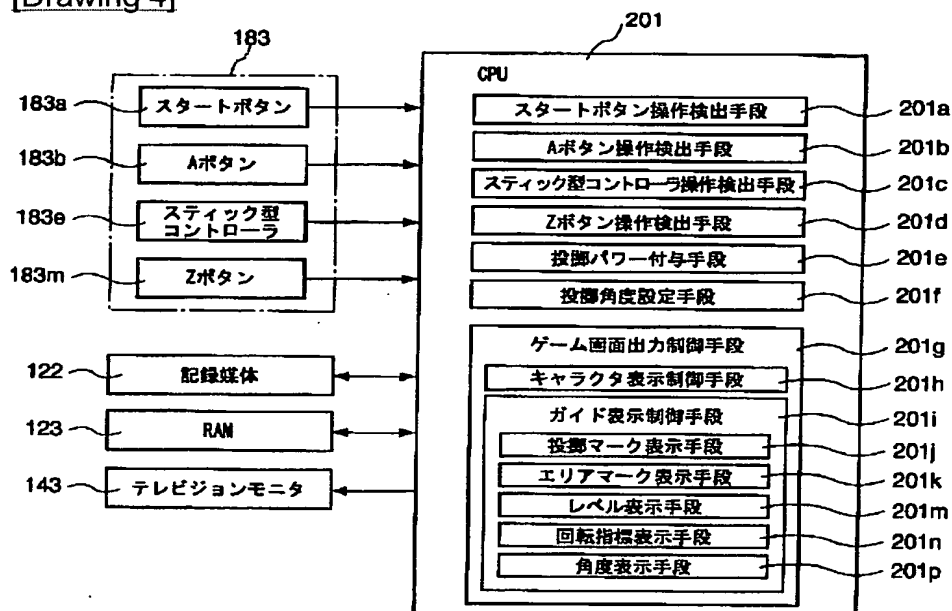 [Drawing 4]
201
183
CPU
183a
スタートボタン
スタートボタン操作検出手段
201a
183b
Aボタン
Aボタン操作検出手段
201b
183e
スティック型
コントローラ
スティック型コントローラ操作検出手段
201c
183m
Zボタン
Zボタン操作検出手段
201d
投擲パワー付与手段
201e
投擲角度設定手段
201f
ゲーム画面出力制御手段
201g
122
記録媒体
キャラクタ表示制御手段
201h
ガイド表示制御手段
201i
123
RAM
投擲マーク表示手段
201j
エリアマーク表示手段
201k
143
テレビジョンモニタ
レベル表示手段
201m
回転指標表示手段
201n
角度表示手段
201p